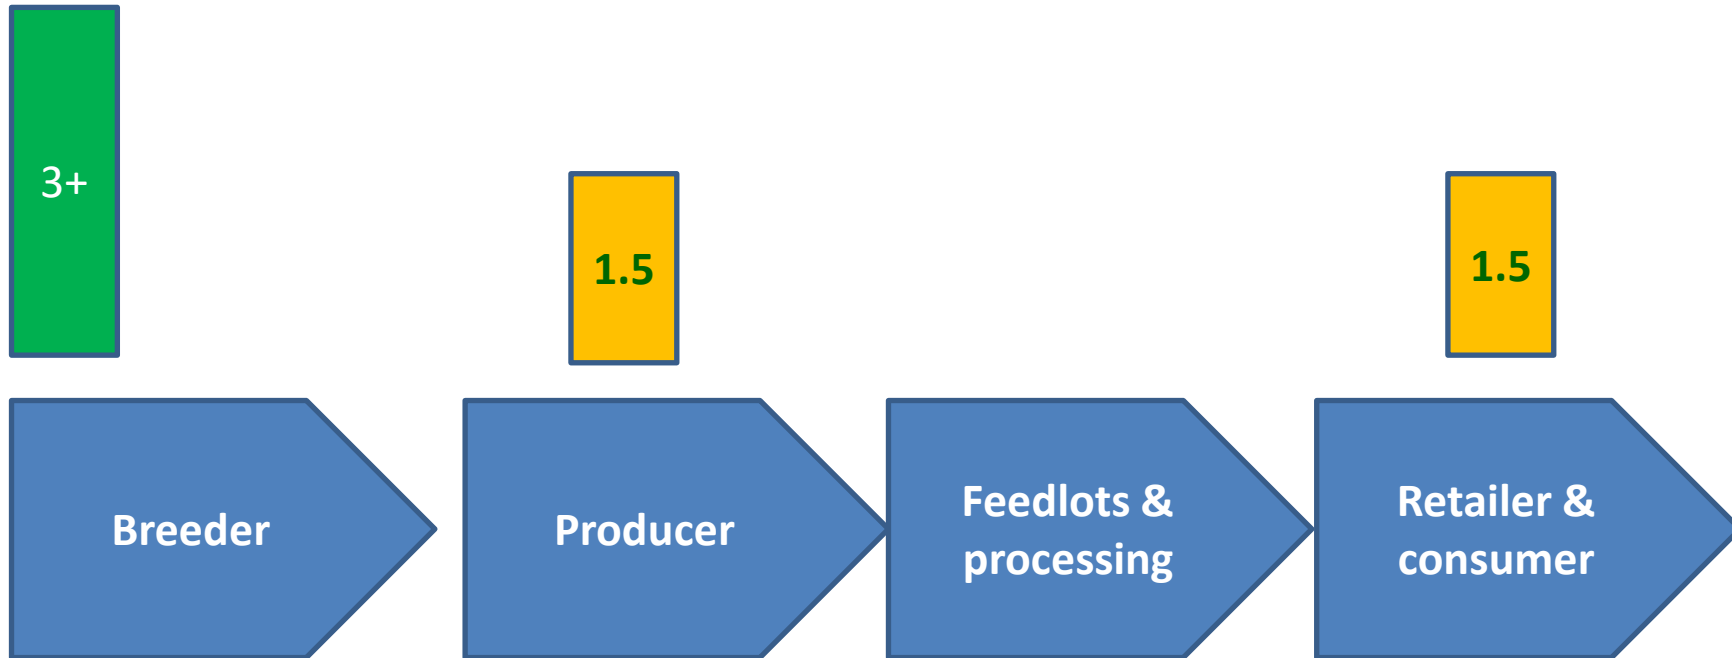 3+
1.5
1.5
Breeder
Producer
Feedlots &
processing
Retailer &
consumer